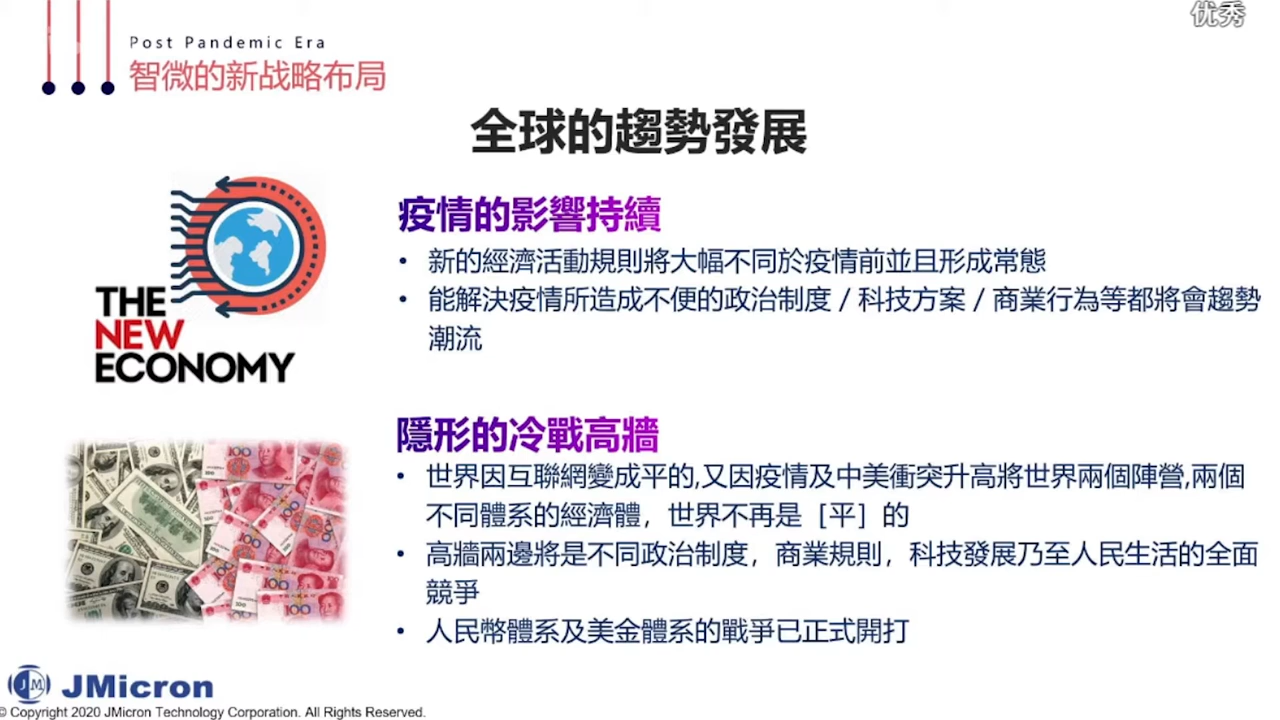 优秀
Post Pandemic Era
智微的新战略布局
全球的趨勢發展
疫情的影響持續
• 新的經濟活動規則將大幅不同於疫情前並且形成常態
• 能解決疫情所造成不便的政治制度 / 科技方案 / 商業行為等都將會趨勢
潮流
THE
NEW
ECONOMY
隱形的冷戰高牆
• 世界因互聯網變成平的,又因疫情及中美衝突升高將世界兩個陣營,兩個
不同體系的經濟體，世界不再是［平］的
• 高牆兩邊將是不同政治制度，商業規則，科技發展乃至人民生活的全面
競爭
• 人民幣體系及美金體系的戰爭已正式開打
JM JMicron
© Copyright 2020 JMicron Technology Corporation. All Rights Reserved.